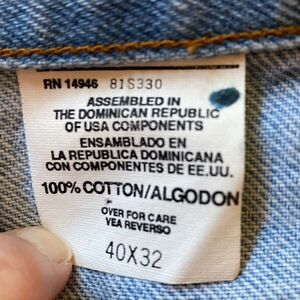 RN 14946 81S330
ASSEMBLED IN
THE DOMINICAN REPUBLIC
OF USA COMPONENTS
ENSAMBLADO EN
LA REPUBLICA DOMINICANA
CON COMPONENTES DE EE.UU.
100% COTTON/ALGODON
OVER FOR CARE
VEA REVERSO
40X32